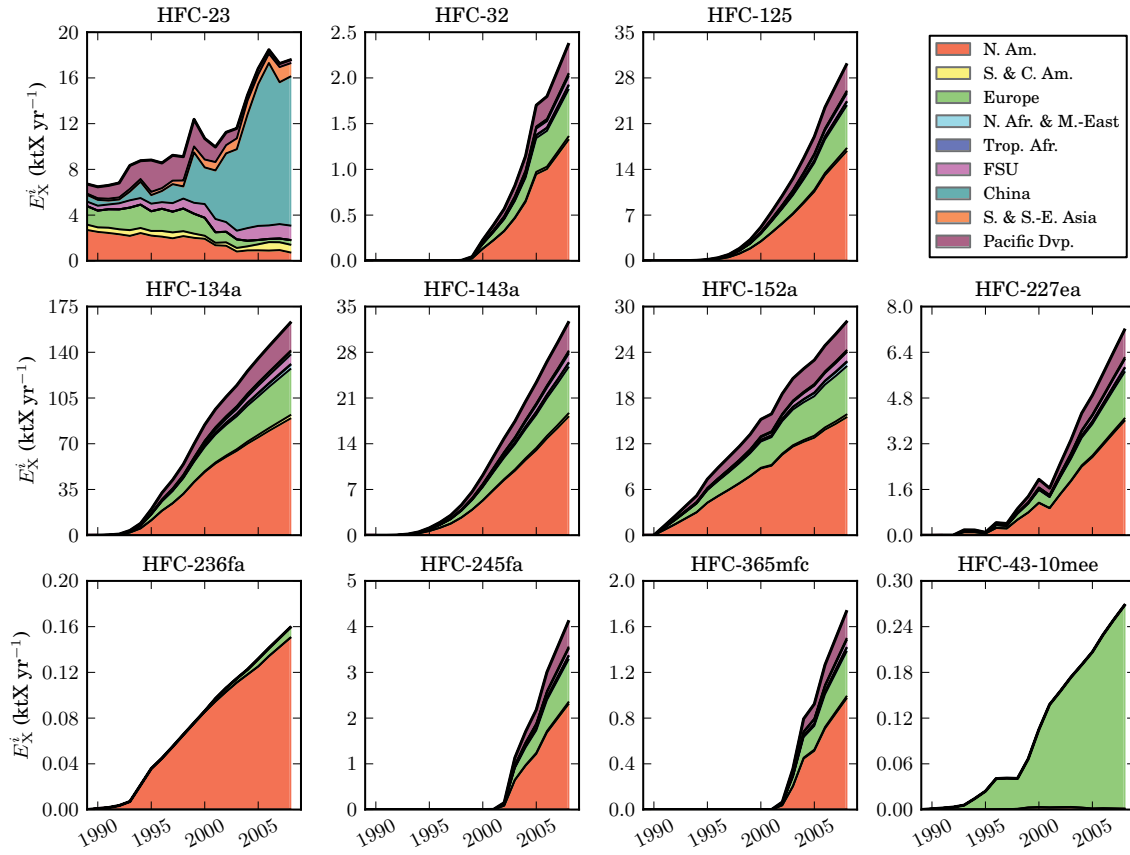 HFC-23
HFC-32
HFC-125
20
16
12
8
4
0
E_X^i (ktX yr⁻¹)
2.5
2.0
1.5
1.0
0.5
0.0
35
28
21
14
7
0
N. Am.
S. & C. Am.
Europe
N. Afr. & M.-East
Trop. Afr.
FSU
China
S. & S.-E. Asia
Pacific Dvp.
HFC-134a
HFC-143a
HFC-152a
HFC-227ea
175
140
105
70
35
0
E_X^i (ktX yr⁻¹)
35
28
21
14
7
0
30
24
18
12
6
0
8.0
6.4
4.8
3.2
1.6
0.0
HFC-236fa
HFC-245fa
HFC-365mfc
HFC-43-10mee
0.20
0.16
0.12
0.08
0.04
0.00
E_X^i (ktX yr⁻¹)
5
4
3
2
1
0
2.0
1.6
1.2
0.8
0.4
0.0
0.30
0.24
0.18
0.12
0.06
0.00
1990 1995 2000 2005
1990 1995 2000 2005
1990 1995 2000 2005
1990 1995 2000 2005